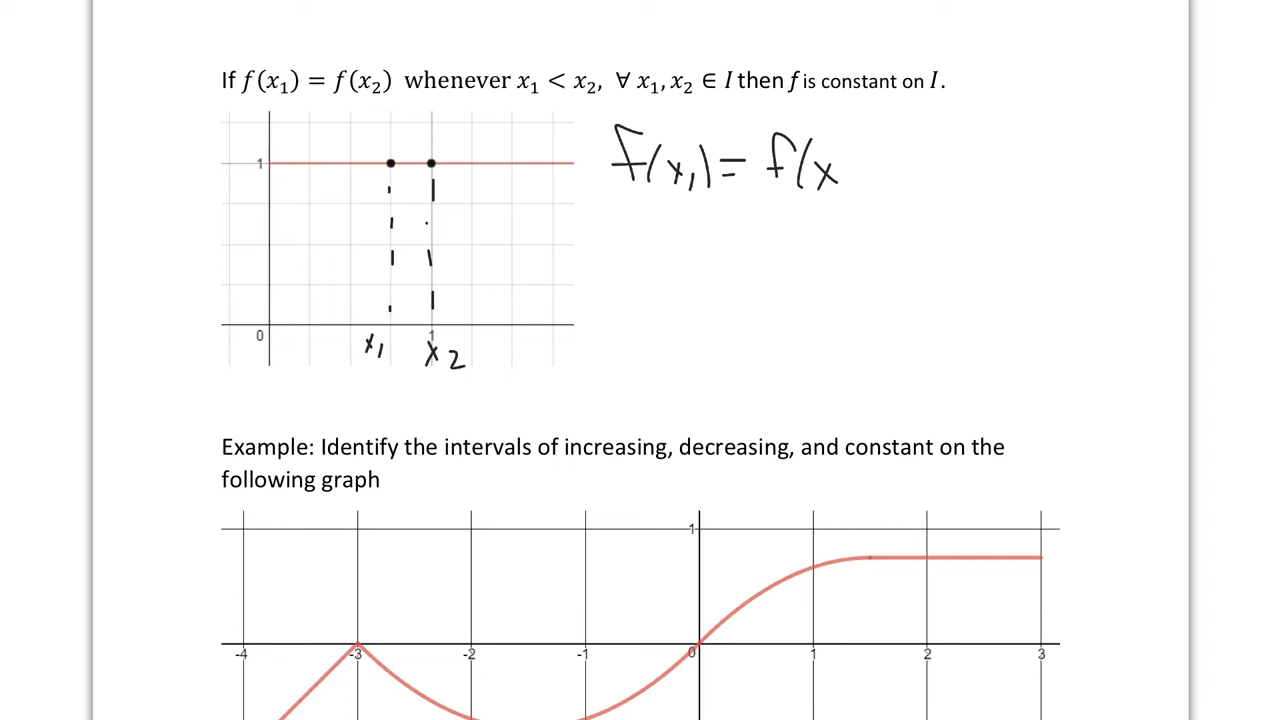 If f(x₁) = f(x₂) whenever x₁ < x₂, ∀ x₁, x₂ ∈ I then f is constant on I.
f(x₁) = f(x
1
0 1
x₁ x₂
Example: Identify the intervals of increasing, decreasing, and constant on the
following graph
1
-4 -3 -2 -1 0 1 2 3